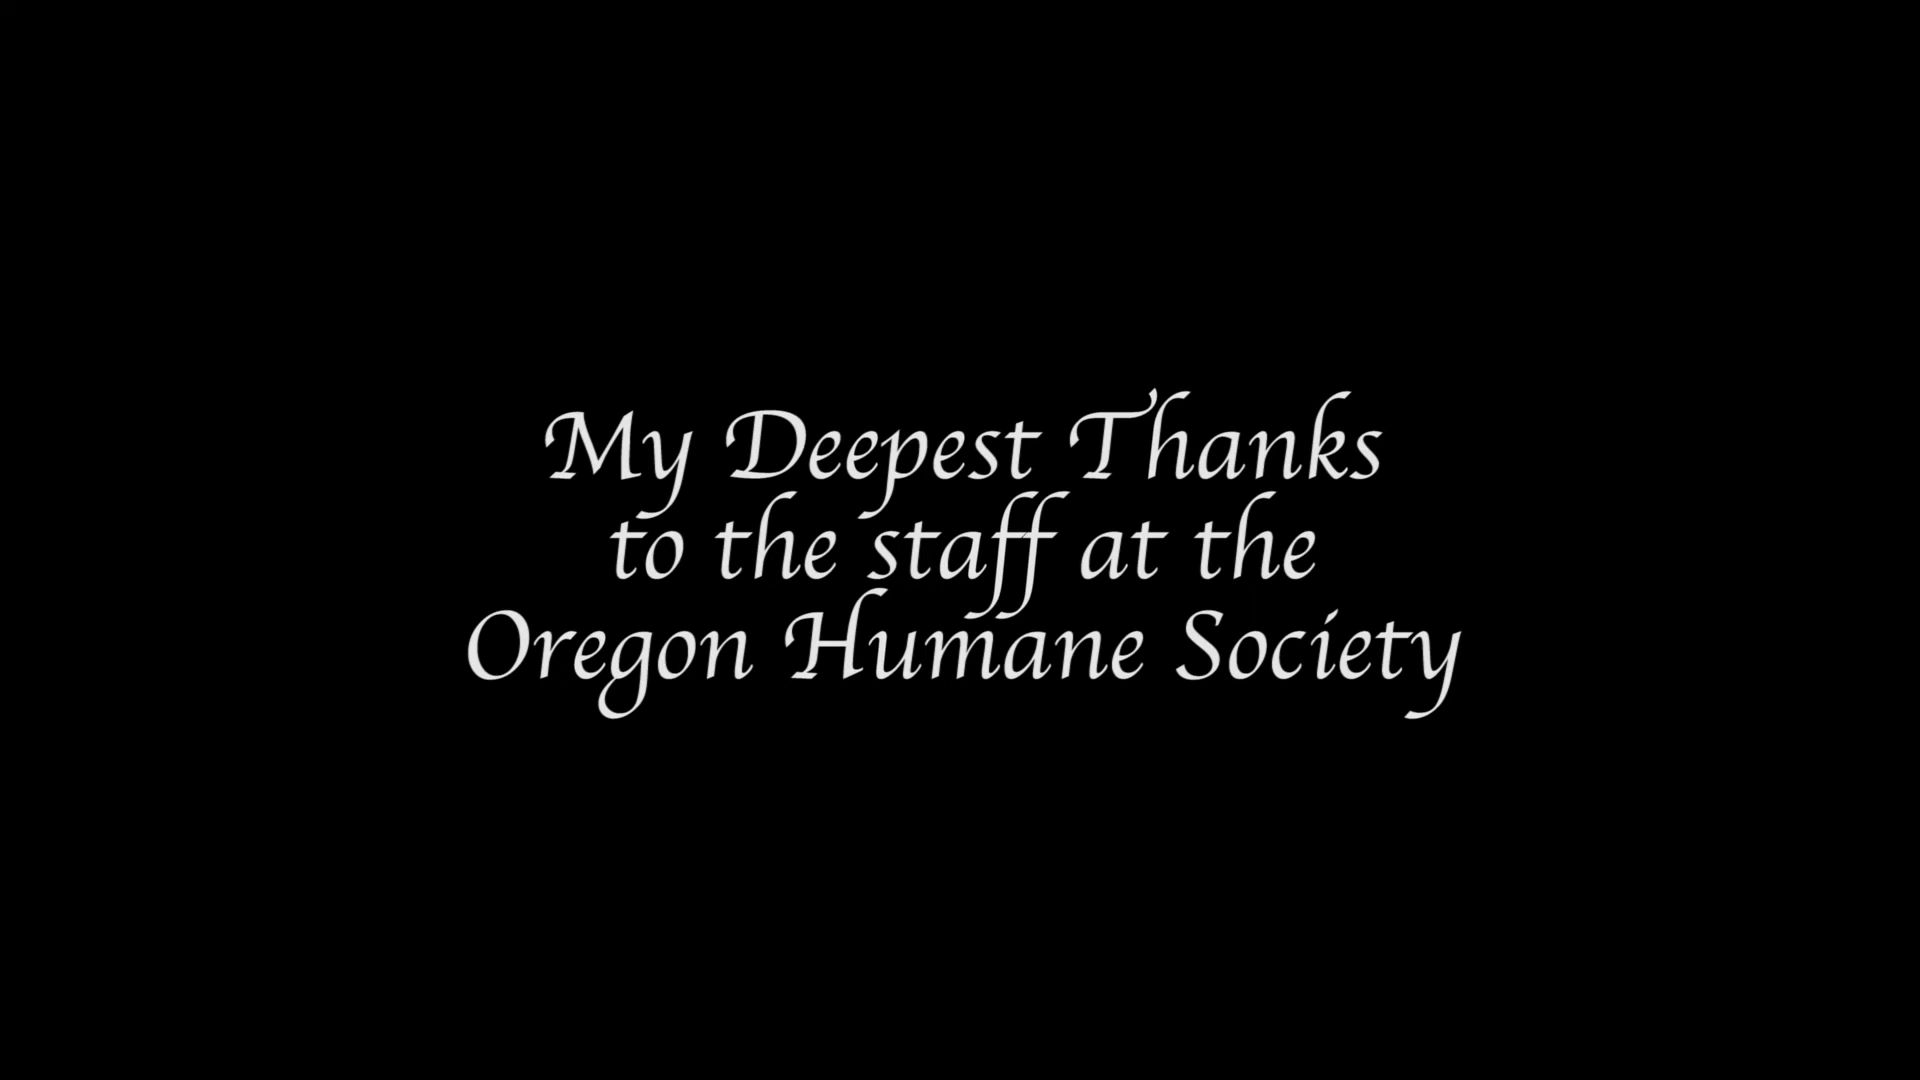 My Deepest Thanks
to the staff at the
Oregon Humane Society